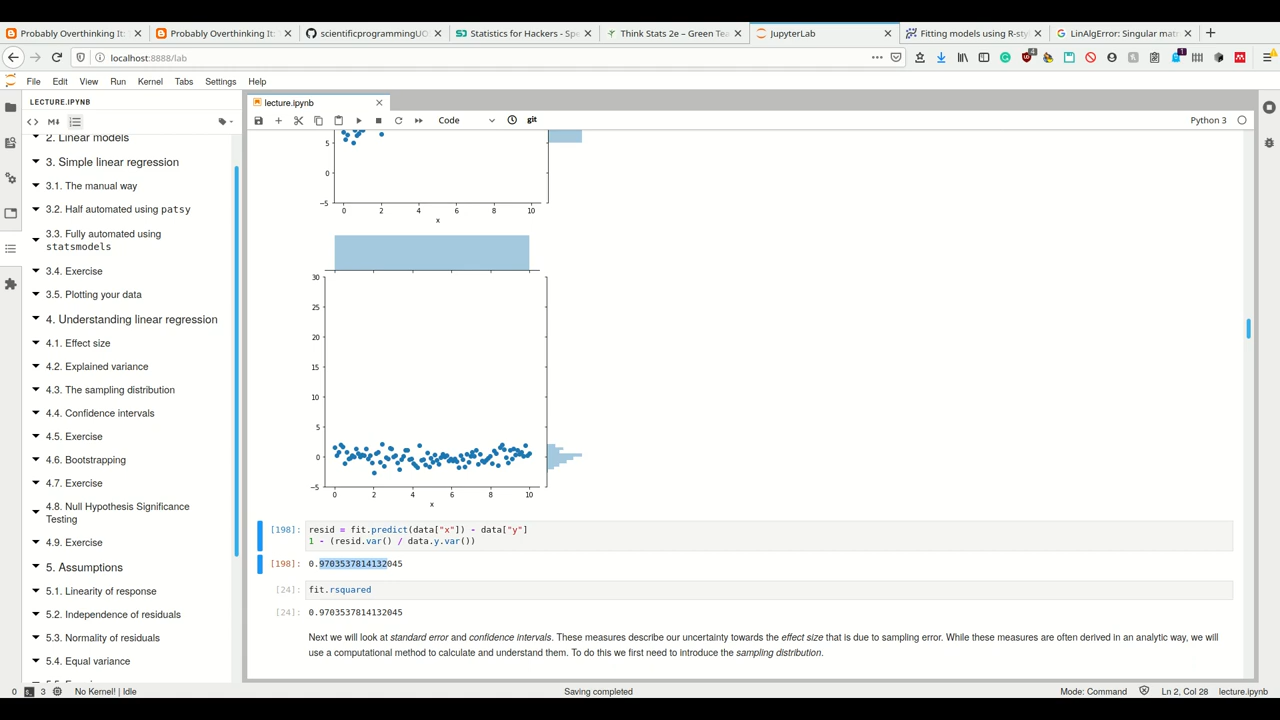 Probably Overthinking It:
Probably Overthinking It:
scientificprogrammingUO
Statistics for Hackers - Spe
Think Stats 2e – Green Tea
JupyterLab
Fitting models using R-styl
LinAlgError: Singular matr
localhost:8888/lab
File Edit View Run Kernel Tabs Settings Help
LECTURE.IPYNB
lecture.ipynb
Code
git
Python 3
2. Linear models
3. Simple linear regression
3.1. The manual way
3.2. Half automated using patsy
3.3. Fully automated using
statsmodels
3.4. Exercise
3.5. Plotting your data
4. Understanding linear regression
4.1. Effect size
4.2. Explained variance
4.3. The sampling distribution
4.4. Confidence intervals
4.5. Exercise
4.6. Bootstrapping
4.7. Exercise
4.8. Null Hypothesis Significance
Testing
4.9. Exercise
5. Assumptions
5.1. Linearity of response
5.2. Independence of residuals
5.3. Normality of residuals
5.4. Equal variance
5
0
−5
0 2 4 6 8 10
x
30
25
20
15
10
5
0
−5
0 2 4 6 8 10
x
[198]: resid = fit.predict(data["x"]) - data["y"]
1 - (resid.var() / data.y.var())
[198]: 0.9703537814132045
[24]: fit.rsquared
[24]: 0.9703537814132045
Next we will look at standard error and confidence intervals. These measures describe our uncertainty towards the effect size that is due to sampling error. While these measures are often derived in an analytic way, we will
use a computational method to calculate and understand them. To do this we first need to introduce the sampling distribution.
0 3 No Kernel! | Idle
Saving completed
Mode: Command Ln 2, Col 28 lecture.ipynb